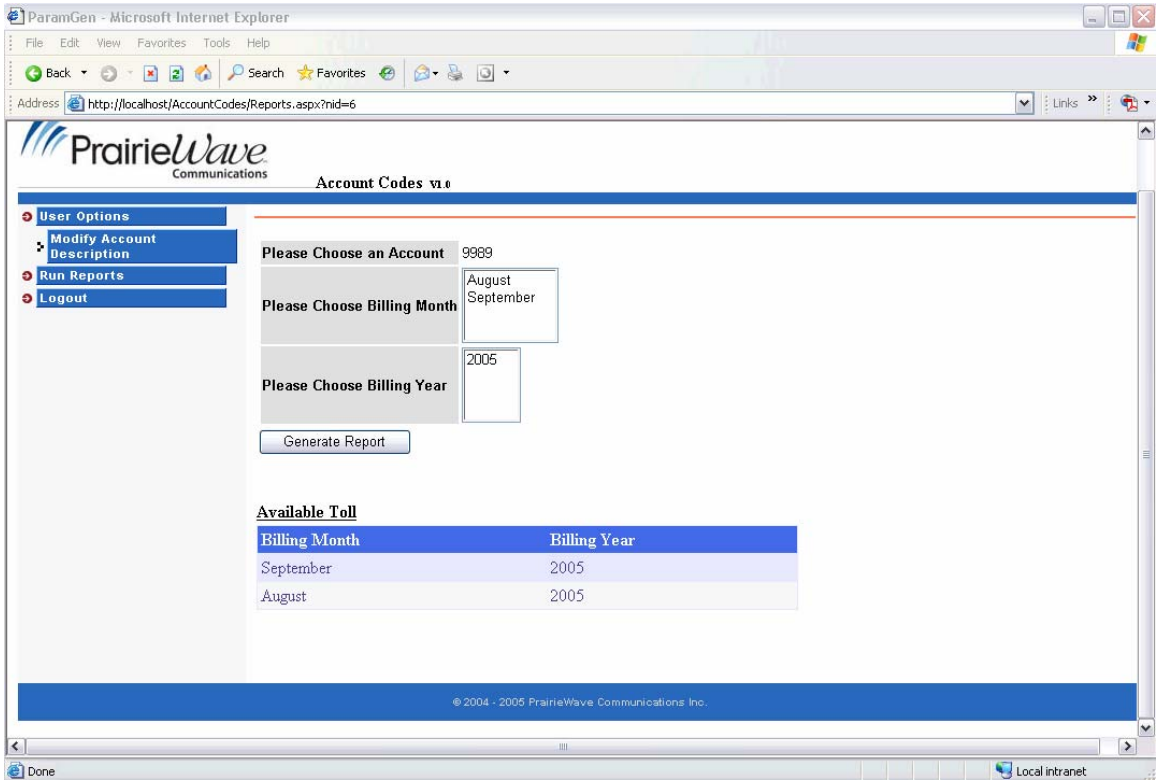 ParamGen - Microsoft Internet Explorer
File Edit View Favorites Tools Help
Back Search Favorites
Address http://localhost/AccountCodes/Reports.aspx?nid=6 Links »
PrairieWave
Communications
Account Codes v1.0
User Options
Modify Account
Description
Run Reports
Logout
Please Choose an Account 9989
Please Choose Billing Month
August
September
Please Choose Billing Year
2005
Generate Report
Available Toll
Billing Month Billing Year
September 2005
August 2005
© 2004 - 2005 PrairieWave Communications Inc.
Done Local intranet